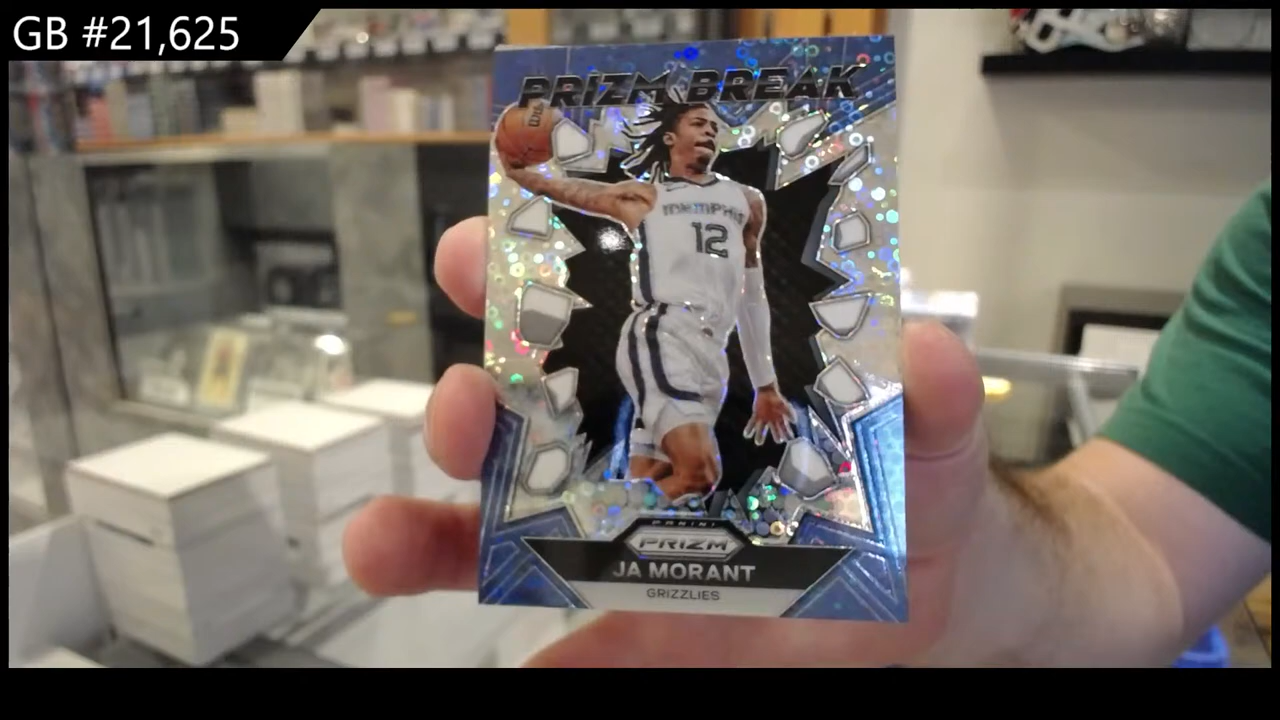 GB #21,625
PRIZM BREAK
MEMPHIS
12
PANINI
PRIZM
JA MORANT
GRIZZLIES